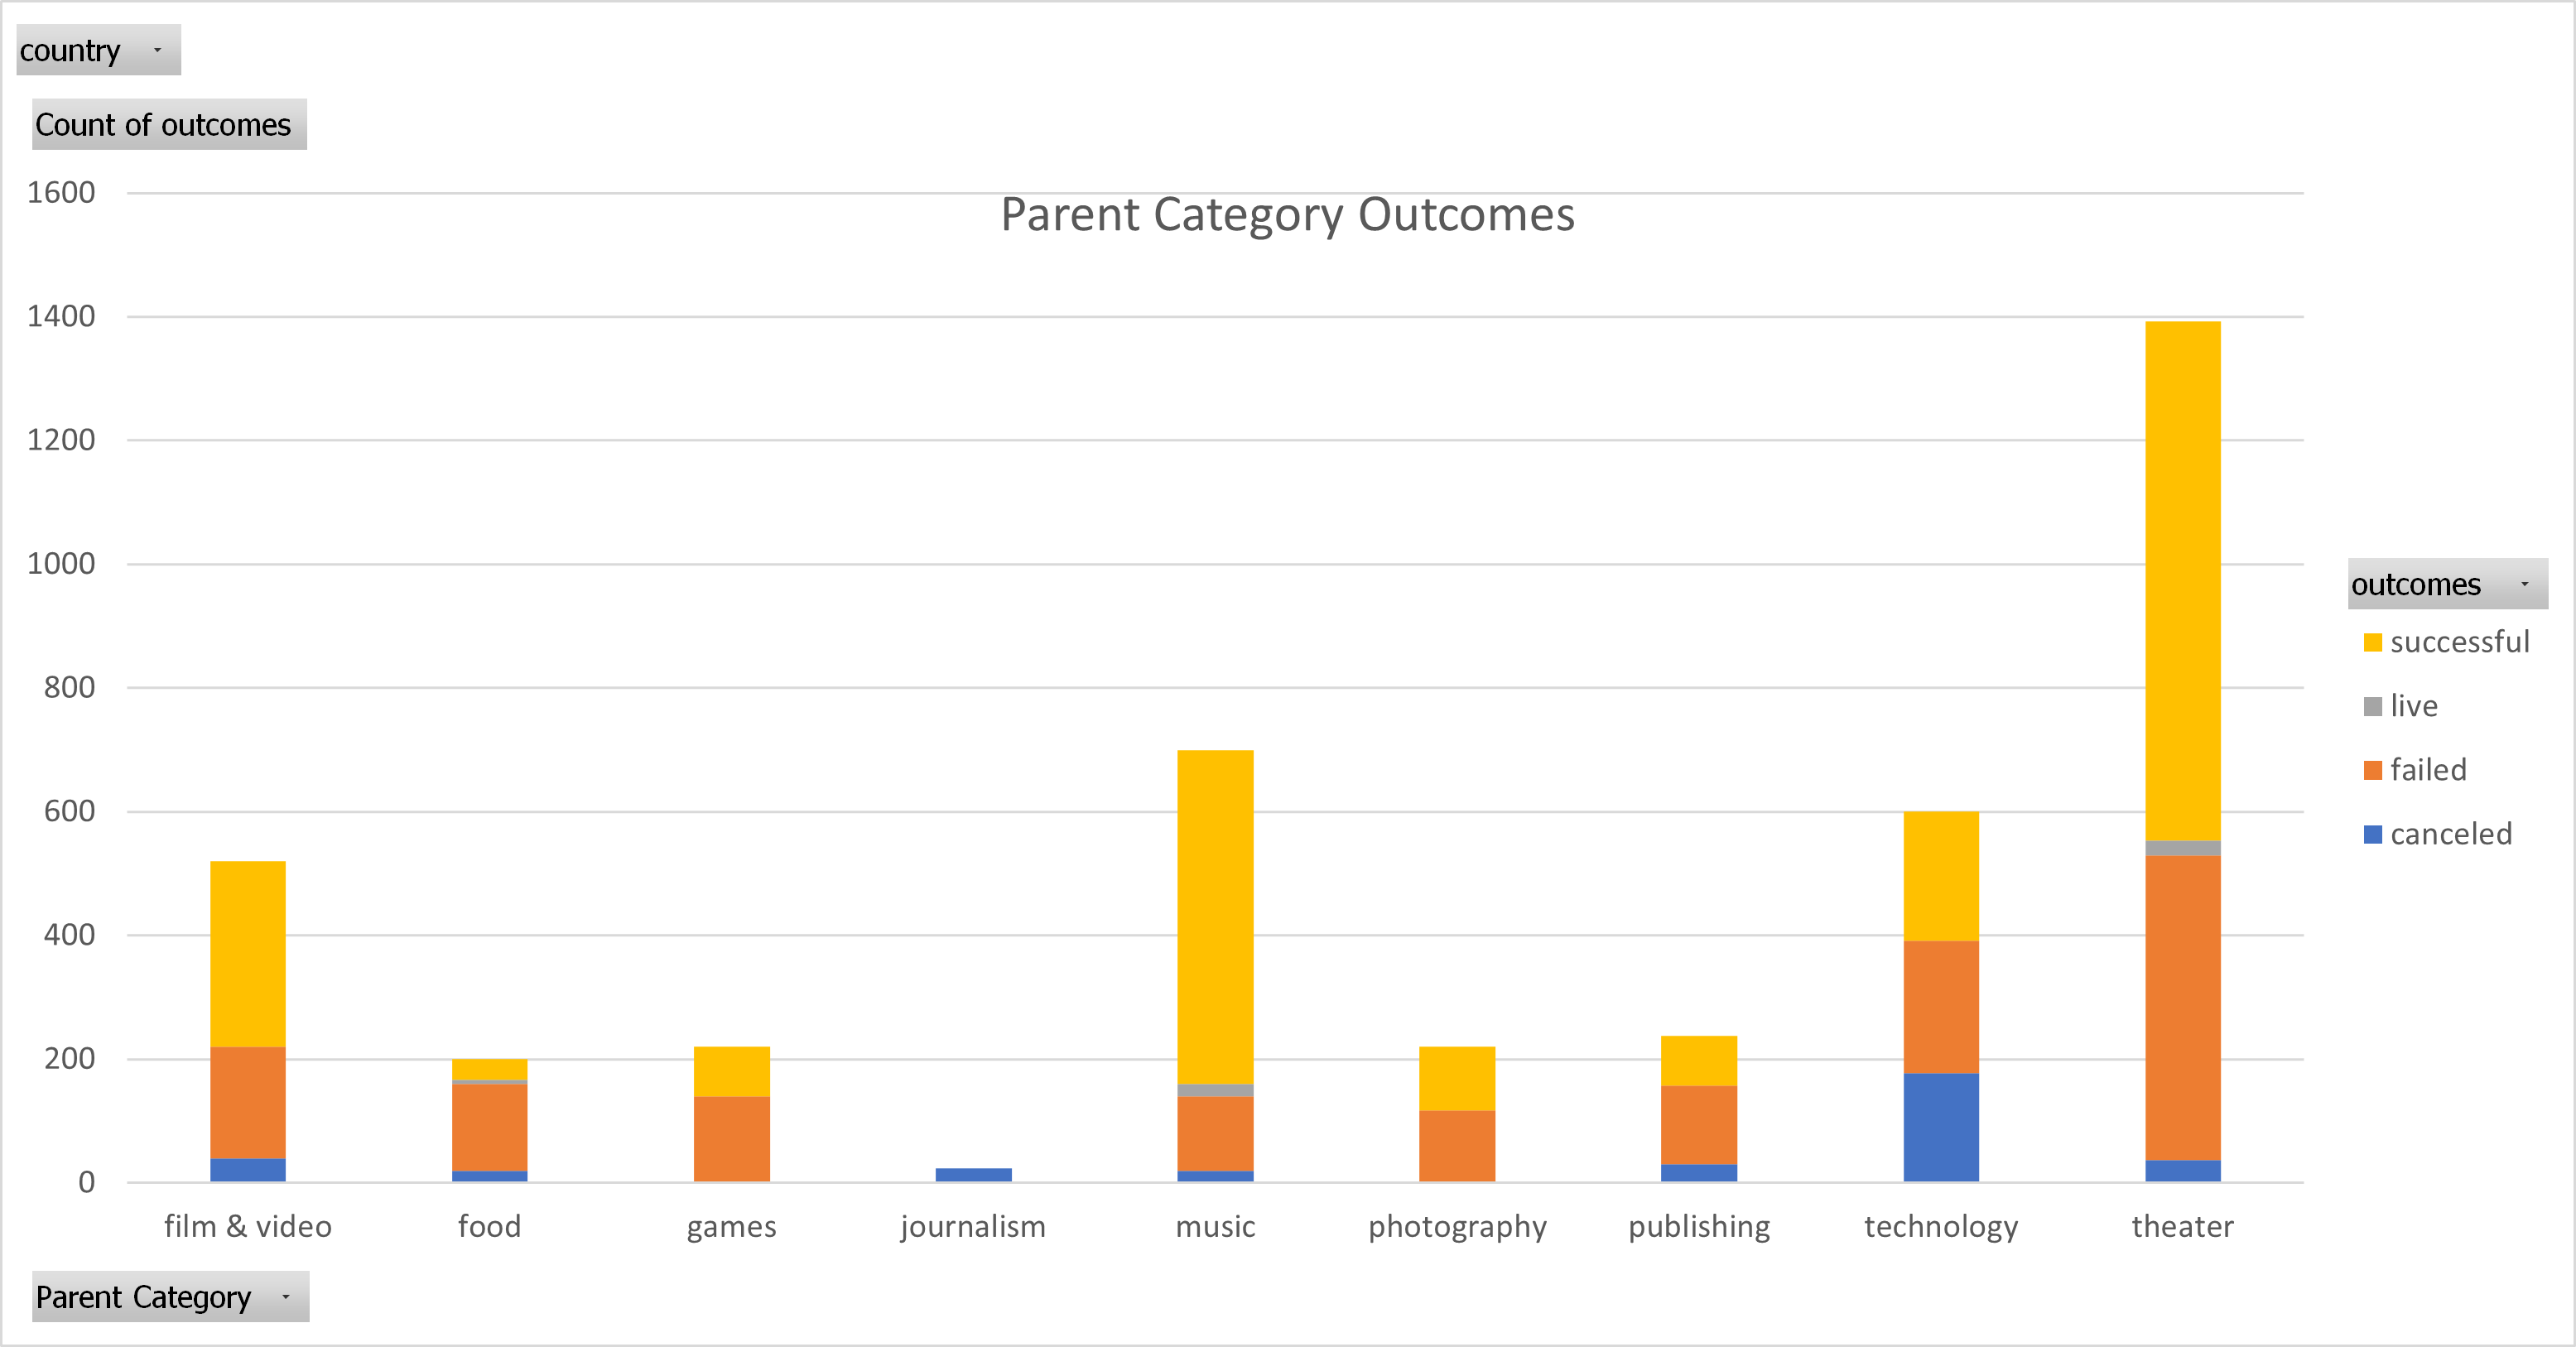 country
Count of outcomes
Parent Category Outcomes
1600
1400
1200
1000
800
600
400
200
0
film & video
food
games
journalism
music
photography
publishing
technology
theater
outcomes
successful
live
failed
canceled
Parent Category